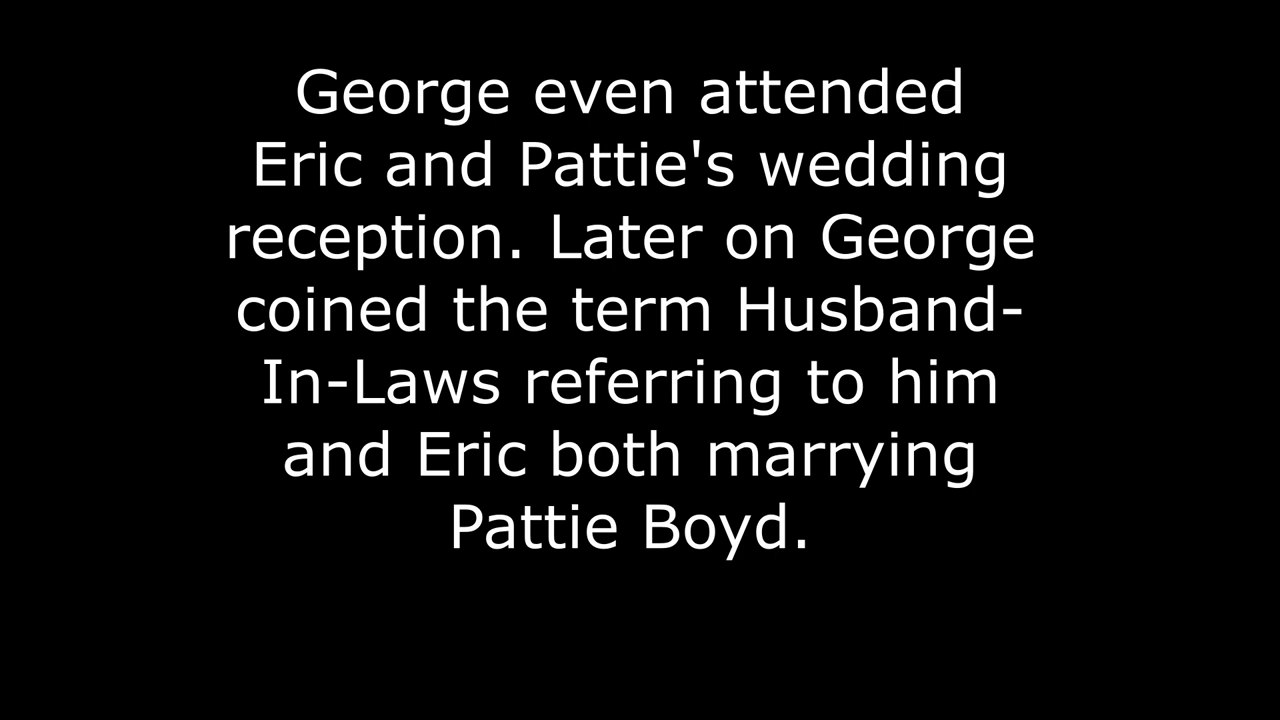 George even attended
Eric and Pattie's wedding
reception. Later on George
coined the term Husband-
In-Laws referring to him
and Eric both marrying
Pattie Boyd.